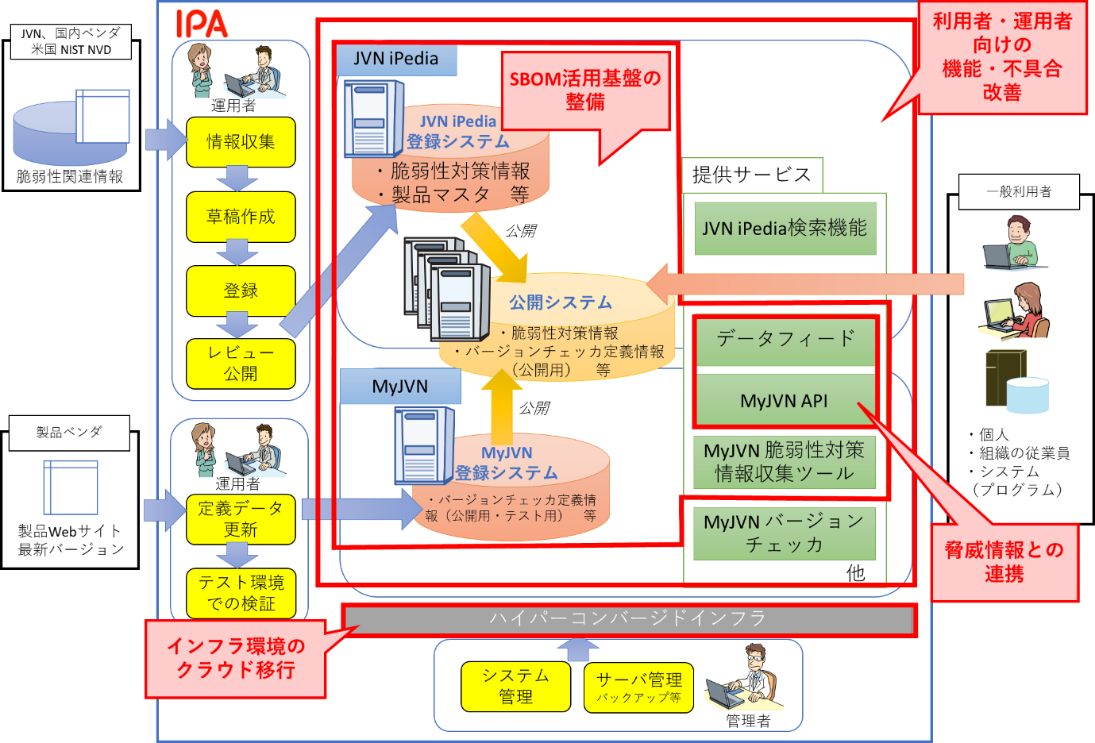 IPA
JVN、国内ベンダ
米国 NIST NVD
脆弱性関連情報
運用者
情報収集
草稿作成
登録
レビュー
公開
製品ベンダ
製品Webサイト
最新バージョン
運用者
定義データ
更新
テスト環境
での検証
JVN iPedia
JVN iPedia
登録システム
・脆弱性対策情報
・製品マスタ　等
公開
公開システム
・脆弱性対策情報
・バージョンチェッカ定義情報
（公開用）　等
MyJVN
公開
MyJVN
登録システム
・バージョンチェッカ定義情
報（公開用・テスト用）　等
SBOM活用基盤の
整備
利用者・運用者
向けの
機能・不具合
改善
提供サービス
JVN iPedia検索機能
データフィード
MyJVN API
MyJVN 脆弱性対策
情報収集ツール
MyJVN バージョン
チェッカ
他
一般利用者
・個人
・組織の従業員
・システム
（プログラム）
脅威情報との
連携
ハイパーコンバージドインフラ
インフラ環境の
クラウド移行
システム
管理
サーバ管理
バックアップ等
管理者